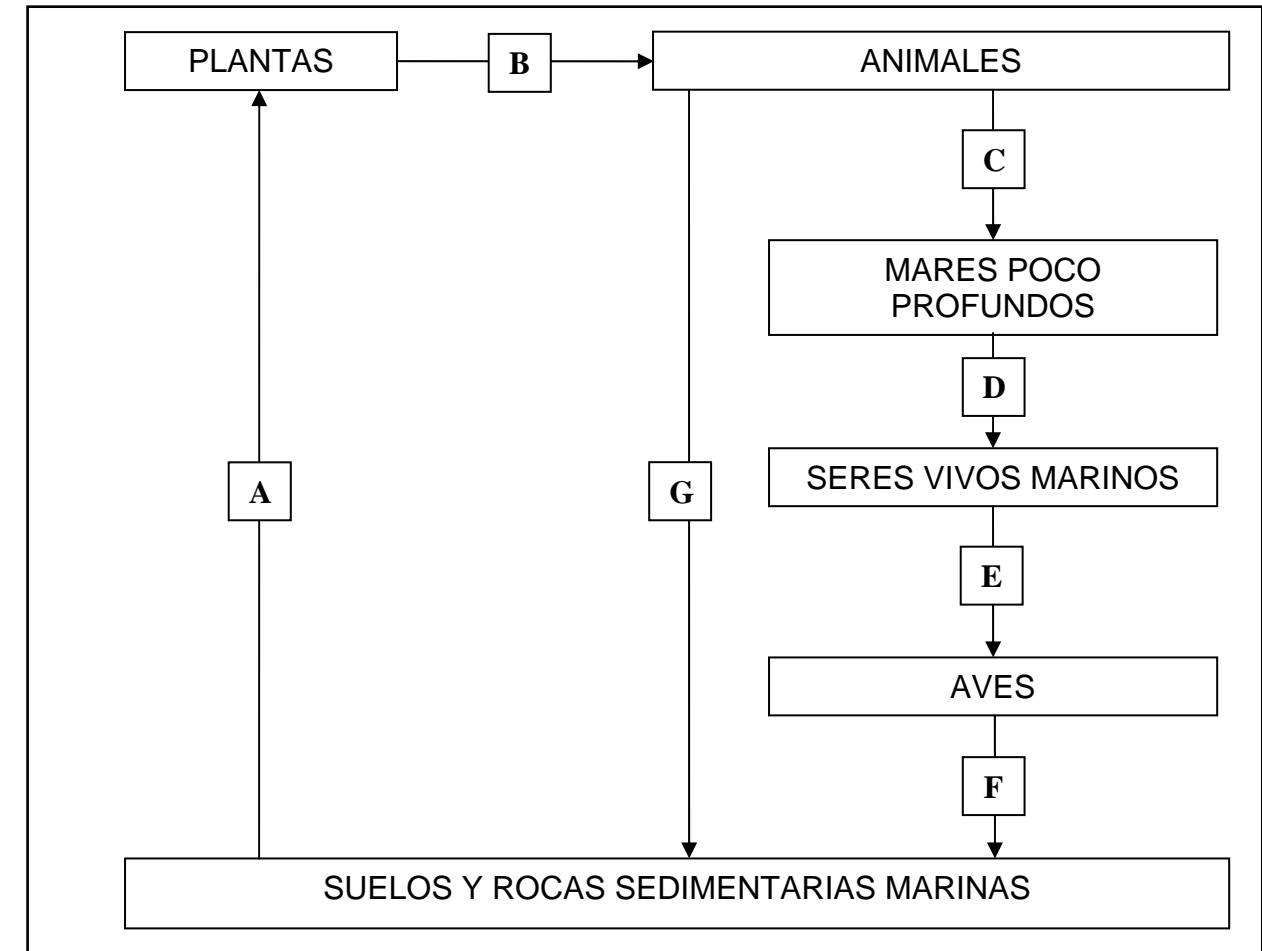 PLANTAS
B
ANIMALES
C
MARES POCO
PROFUNDOS
D
SERES VIVOS MARINOS
A
G
E
AVES
F
SUELOS Y ROCAS SEDIMENTARIAS MARINAS